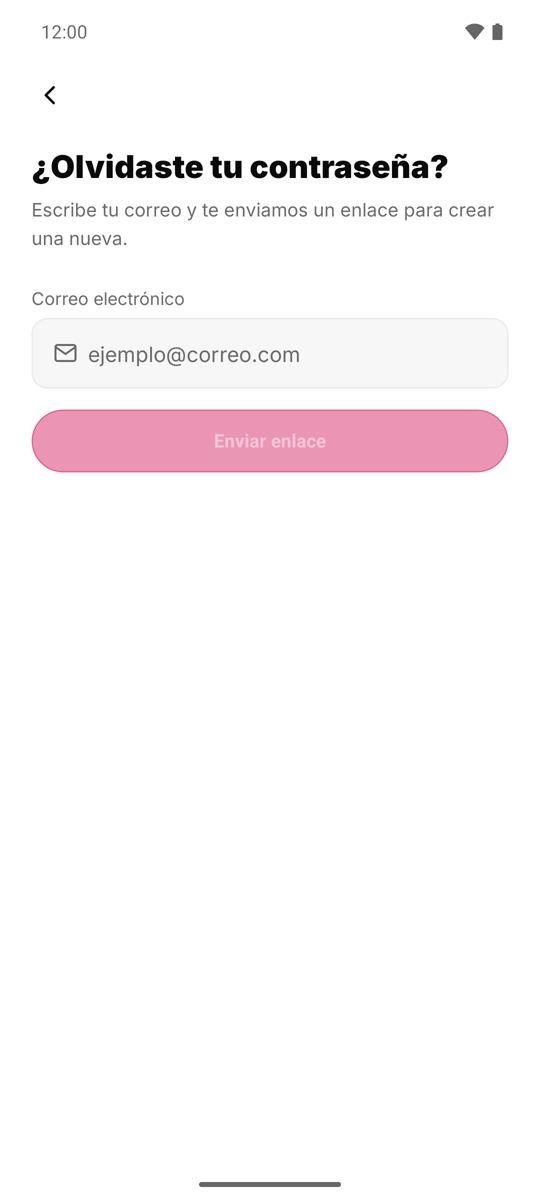 12:00
¿Olvidaste tu contraseña?
Escribe tu correo y te enviamos un enlace para crear
una nueva.
Correo electrónico
ejemplo@correo.com
Enviar enlace